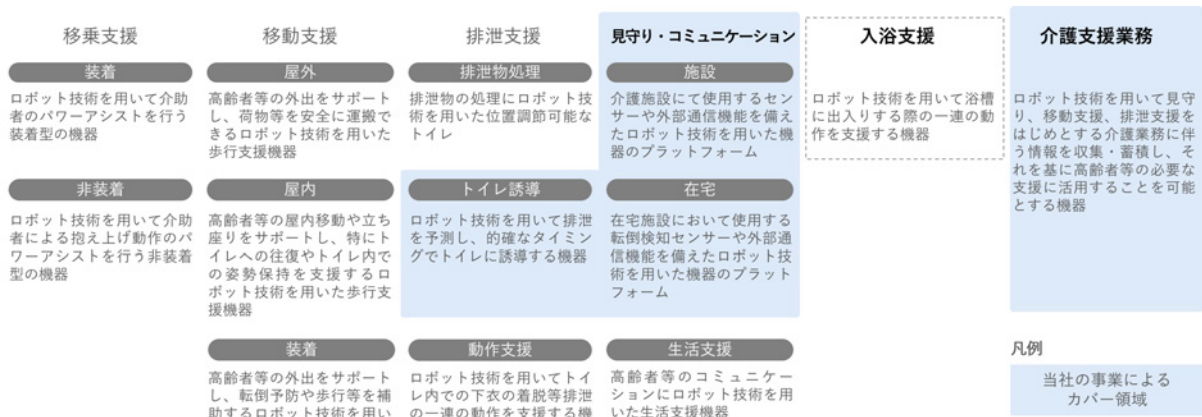 移乗支援
装着
ロボット技術を用いて介助
者のパワーアシストを行う
装着型の機器
非装着
ロボット技術を用いて介助
者による抱え上げ動作のパ
ワーアシストを行う非装着
型の機器
移動支援
屋外
高齢者等の外出をサポート
し、荷物等を安全に運搬で
きるロボット技術を用いた
歩行支援機器
屋内
高齢者等の屋内移動や立ち
座りをサポートし、特にト
イレへの往復やトイレ内で
の姿勢保持を支援するロ
ボット技術を用いた歩行支
援機器
装着
高齢者等の外出をサポート
し、転倒予防や歩行等を補
助するロボット技術を用い
排泄支援
排泄物処理
排泄物の処理にロボット技
術を用いた位置調節可能な
トイレ
トイレ誘導
ロボット技術を用いて排泄
を予測し、的確なタイミン
グでトイレに誘導する機器
動作支援
ロボット技術を用いてトイ
レ内での下衣の着脱等排泄
の一連の動作を支援する機
見守り・コミュニケーション
施設
介護施設にて使用するセン
サーや外部通信機能を備え
たロボット技術を用いた機
器のプラットフォーム
在宅
在宅施設において使用する
転倒検知センサーや外部通
信機能を備えたロボット技
術を用いた機器のプラット
フォーム
生活支援
高齢者等のコミュニケー
ションにロボット技術を用
いた生活支援機器
入浴支援
ロボット技術を用いて浴槽
に出入りする際の一連の動
作を支援する機器
介護支援業務
ロボット技術を用いて見守
り、移動支援、排泄支援を
はじめとする介護業務に伴
う情報を収集・蓄積し、そ
れを基に高齢者等の必要な
支援に活用することを可能
とする機器
凡例
当社の事業による
カバー領域